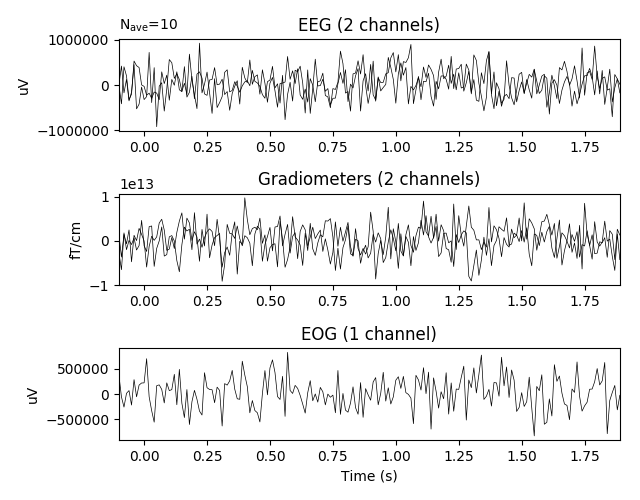 N_ave=10
EEG (2 channels)
1000000
0
−1000000
uV
0.00 0.25 0.50 0.75 1.00 1.25 1.50 1.75
1e13
Gradiometers (2 channels)
1
0
−1
fT/cm
0.00 0.25 0.50 0.75 1.00 1.25 1.50 1.75
EOG (1 channel)
500000
0
−500000
uV
0.00 0.25 0.50 0.75 1.00 1.25 1.50 1.75
Time (s)